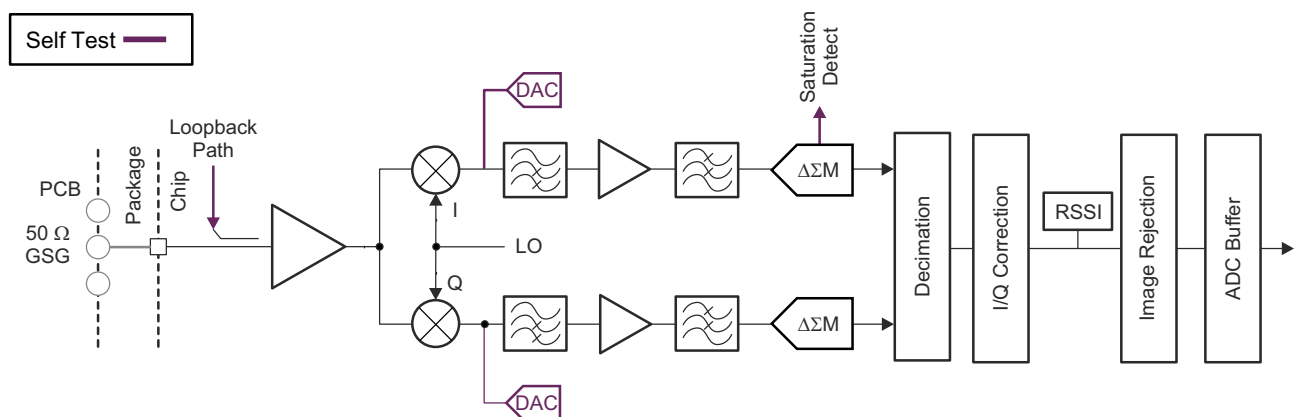 Self Test
DAC
Saturation
Detect
Loopback
Path
PCB
Package
Chip
50 Ω
GSG
I
LO
Q
ΔΣM
Decimation
I/Q Correction
RSSI
Image Rejection
ADC Buffer
ΔΣM
DAC